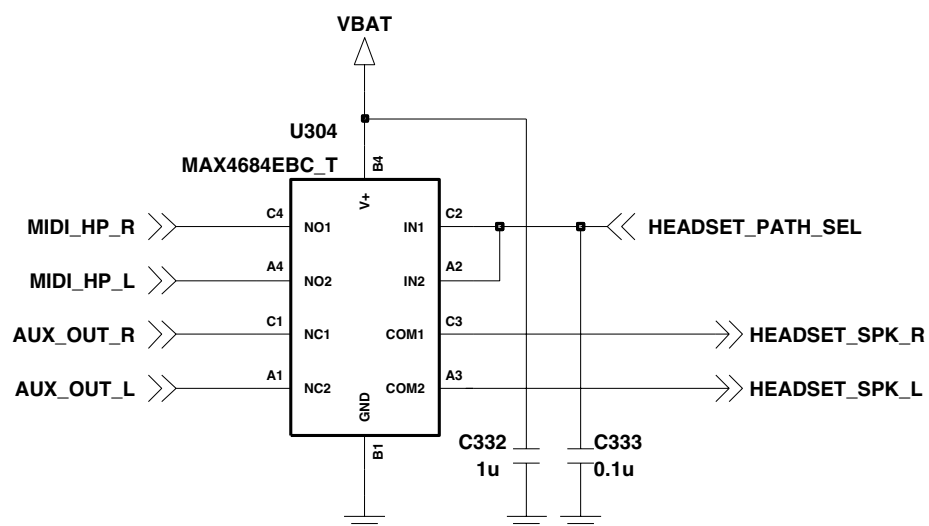 VBAT
U304
MAX4684EBC_T
B4
V+
MIDI_HP_R
C4
NO1
IN1
C2
HEADSET_PATH_SEL
MIDI_HP_L
A4
NO2
IN2
A2
AUX_OUT_R
C1
NC1
COM1
C3
HEADSET_SPK_R
AUX_OUT_L
A1
NC2
COM2
A3
HEADSET_SPK_L
GND
B1
C332
1u
C333
0.1u